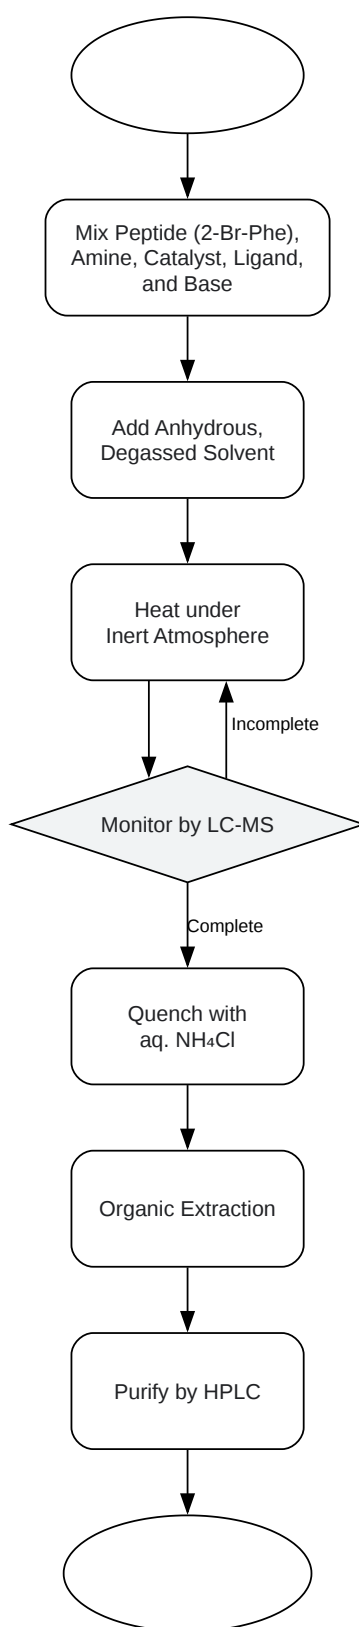 Mix Peptide (2-Br-Phe),
Amine, Catalyst, Ligand,
and Base
Add Anhydrous,
Degassed Solvent
Heat under
Inert Atmosphere
Incomplete
Monitor by LC-MS
Complete
Quench with
aq. NH₄Cl
Organic Extraction
Purify by HPLC